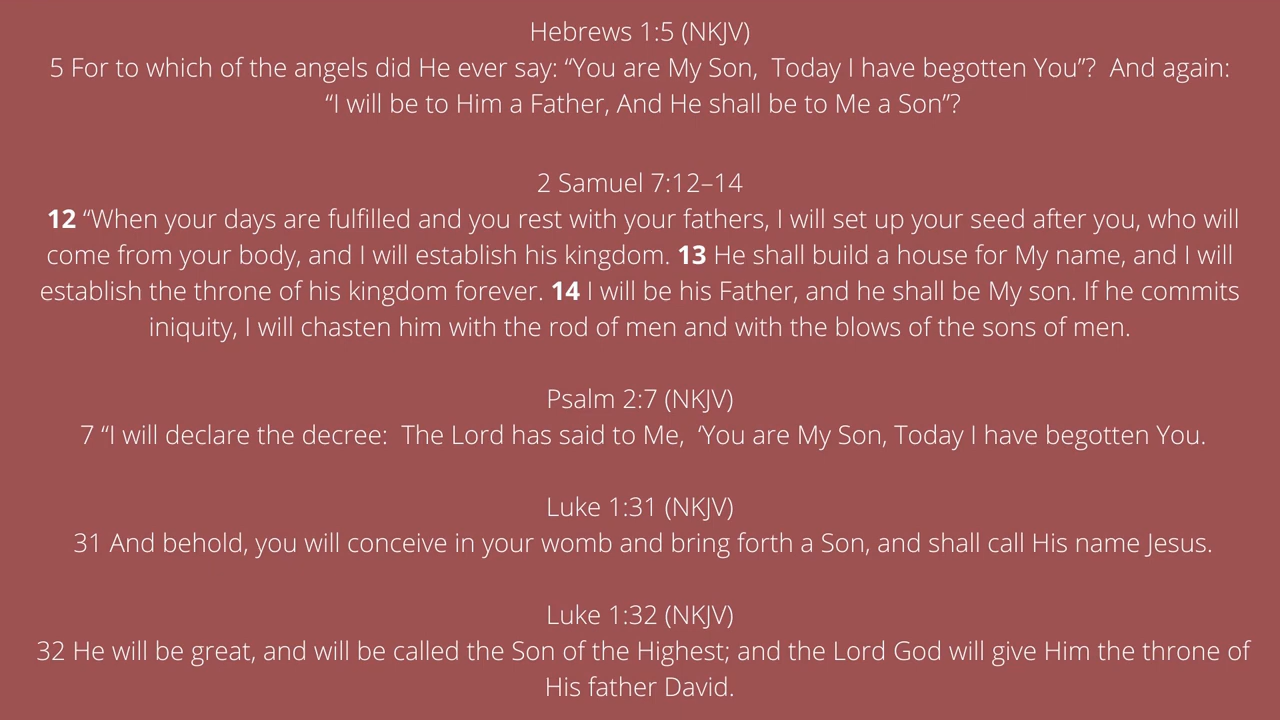 Hebrews 1:5 (NKJV)
5 For to which of the angels did He ever say: “You are My Son,  Today I have begotten You”?  And again:
“I will be to Him a Father, And He shall be to Me a Son”?
2 Samuel 7:12–14
12 “When your days are fulfilled and you rest with your fathers, I will set up your seed after you, who will
come from your body, and I will establish his kingdom. 13 He shall build a house for My name, and I will
establish the throne of his kingdom forever. 14 I will be his Father, and he shall be My son. If he commits
iniquity, I will chasten him with the rod of men and with the blows of the sons of men.
Psalm 2:7 (NKJV)
7 “I will declare the decree:  The Lord has said to Me,  ‘You are My Son, Today I have begotten You.
Luke 1:31 (NKJV)
31 And behold, you will conceive in your womb and bring forth a Son, and shall call His name Jesus.
Luke 1:32 (NKJV)
32 He will be great, and will be called the Son of the Highest; and the Lord God will give Him the throne of
His father David.